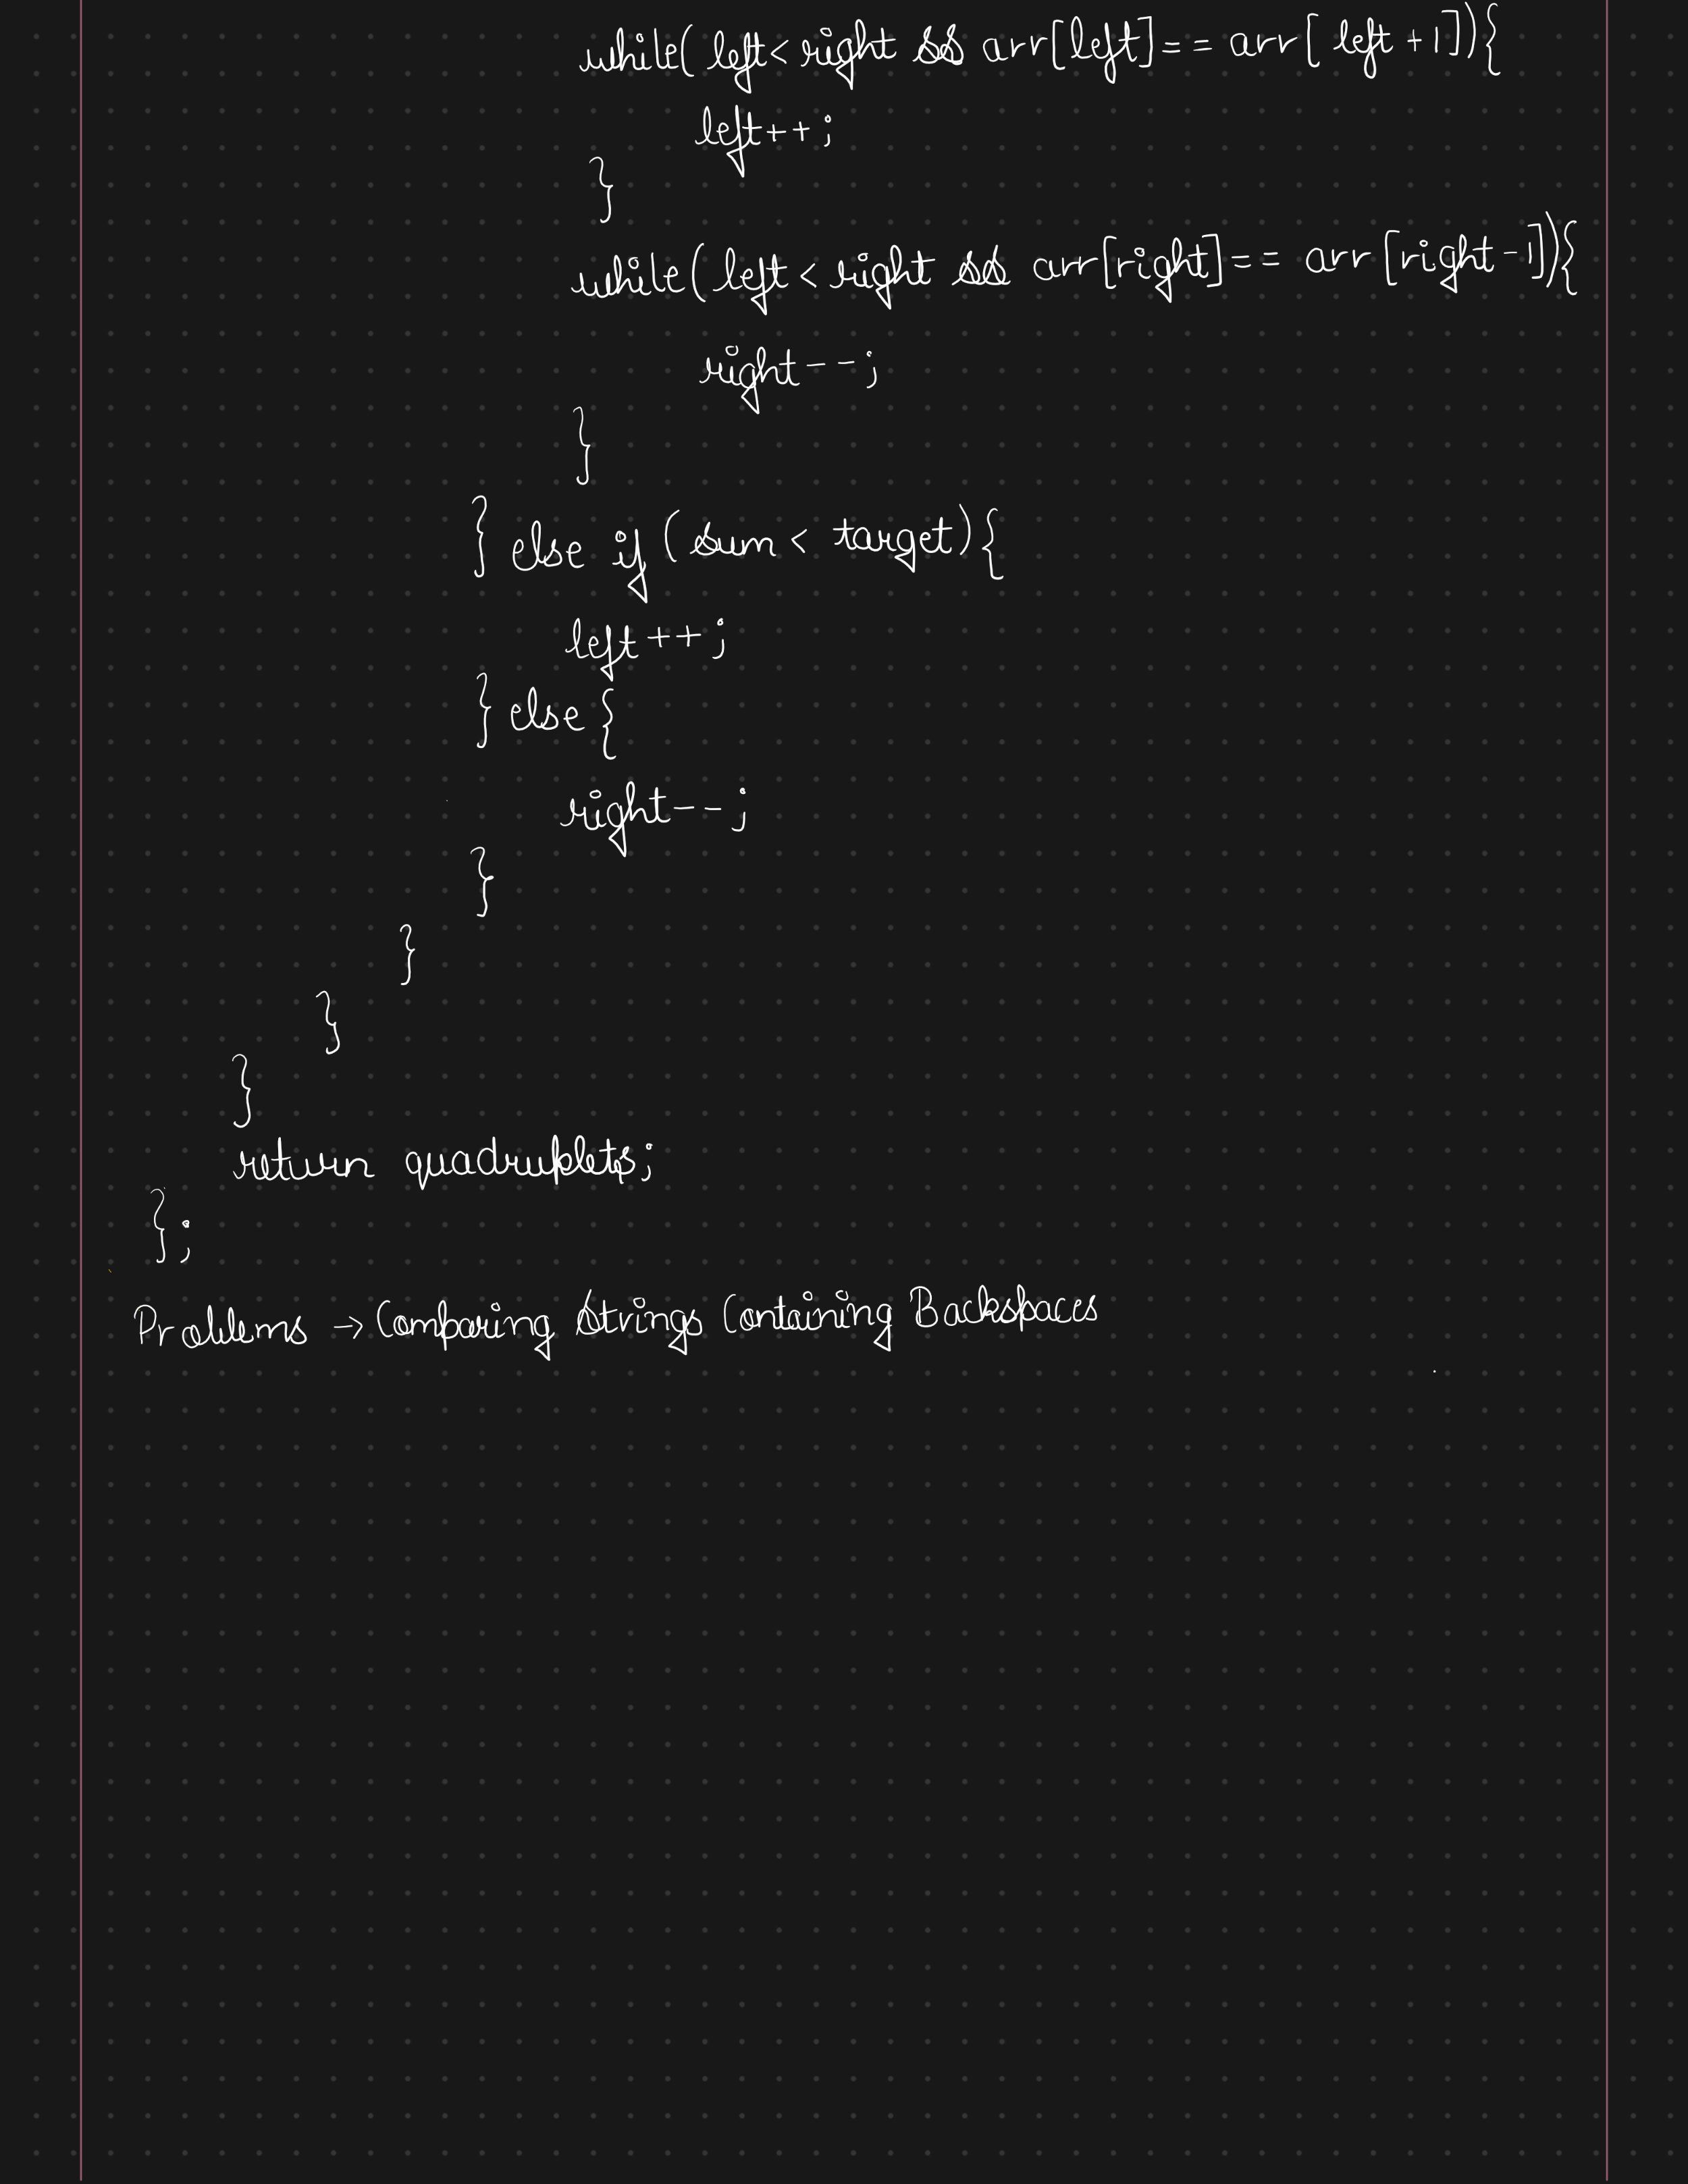 while( left < right && arr[left] == arr[ left +1]) {
left++;
}
while( left < right && arr[right] == arr [right -1]) {
right--;
}
} else if (sum < target) {
left ++;
} else {
right--;
}
}
}
}
return quadruplets;
};
Problems → Comparing Strings Containing Backspaces